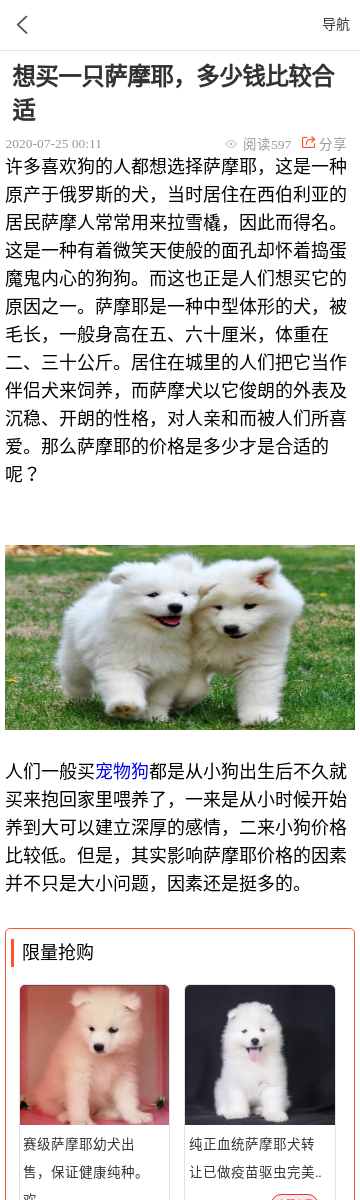 导航
想买一只萨摩耶，多少钱比较合
适
2020-07-25 00:11 阅读597 分享
许多喜欢狗的人都想选择萨摩耶，这是一种
原产于俄罗斯的犬，当时居住在西伯利亚的
居民萨摩人常常用来拉雪橇，因此而得名。
这是一种有着微笑天使般的面孔却怀着捣蛋
魔鬼内心的狗狗。而这也正是人们想买它的
原因之一。萨摩耶是一种中型体形的犬，被
毛长，一般身高在五、六十厘米，体重在
二、三十公斤。居住在城里的人们把它当作
伴侣犬来饲养，而萨摩犬以它俊朗的外表及
沉稳、开朗的性格，对人亲和而被人们所喜
爱。那么萨摩耶的价格是多少才是合适的
呢？
人们一般买宠物狗都是从小狗出生后不久就
买来抱回家里喂养了，一来是从小时候开始
养到大可以建立深厚的感情，二来小狗价格
比较低。但是，其实影响萨摩耶价格的因素
并不只是大小问题，因素还是挺多的。
限量抢购
赛级萨摩耶幼犬出
售，保证健康纯种。
欢
纯正血统萨摩耶犬转
让已做疫苗驱虫完美..